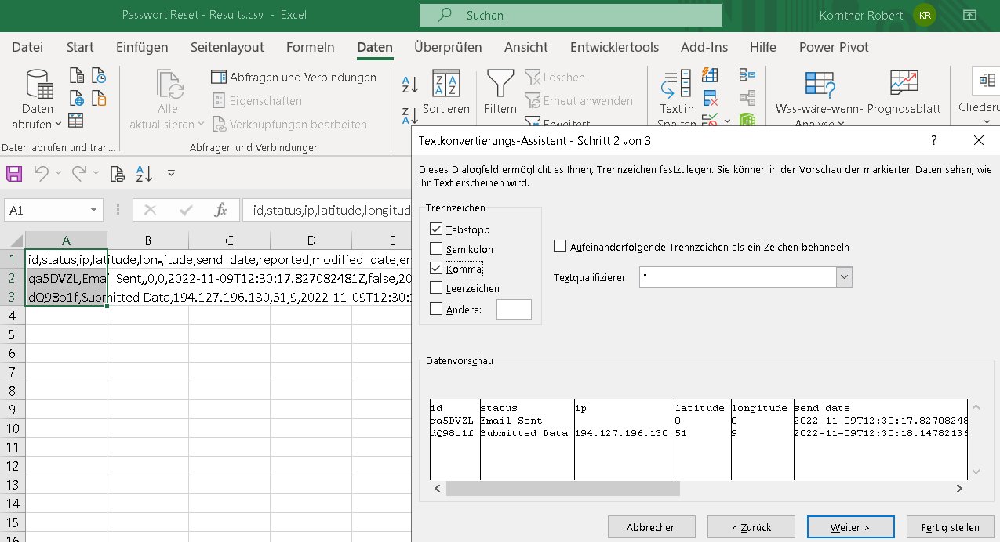 Passwort Reset - Results.csv - Excel
Suchen
Korntner Robert
KR
Datei Start Einfügen Seitenlayout Formeln Daten Überprüfen Ansicht Entwicklertools Add-Ins Hilfe Power Pivot
Daten abrufen
Alle aktualisieren
Abfragen und Verbindungen
Eigenschaften
Verknüpfungen bearbeiten
Sortieren
Filtern
Löschen
Erneut anwenden
Erweitert
Text in Spalten
Was-wäre-wenn-Analyse
Prognoseblatt
Daten abrufen und tran...
Abfragen und Verbindungen
Textkonvertierungs-Assistent - Schritt 2 von 3
?
Dieses Dialogfeld ermöglicht es Ihnen, Trennzeichen festzulegen. Sie können in der Vorschau der markierten Daten sehen, wie
Ihr Text erscheinen wird.
A1
fx
id,status,ip,latitude,longitud
A B C D E
1 id,status,ip,latitude,longitude,send_date,reported,modified_date,em
2 qa5DVZL,Email Sent,,0,0,2022-11-09T12:30:17.827082481Z,false,20
3 dQ98o1f,Submitted Data,194.127.196.130,51,9,2022-11-09T12:30:1
4
5
6
7
8
9
10
11
12
13
14
15
16
Trennzeichen
Tabstopp
Semikolon
Komma
Leerzeichen
Andere:
Aufeinanderfolgende Trennzeichen als ein Zeichen behandeln
Textqualifizierer: "
Datenvorschau
id status ip latitude longitude send_date
qa5DVZL Email Sent 0 0 2022-11-09T12:30:17.82708248
dQ98o1f Submitted Data 194.127.196.130 51 9 2022-11-09T12:30:18.14782136
Abbrechen
< Zurück
Weiter >
Fertig stellen